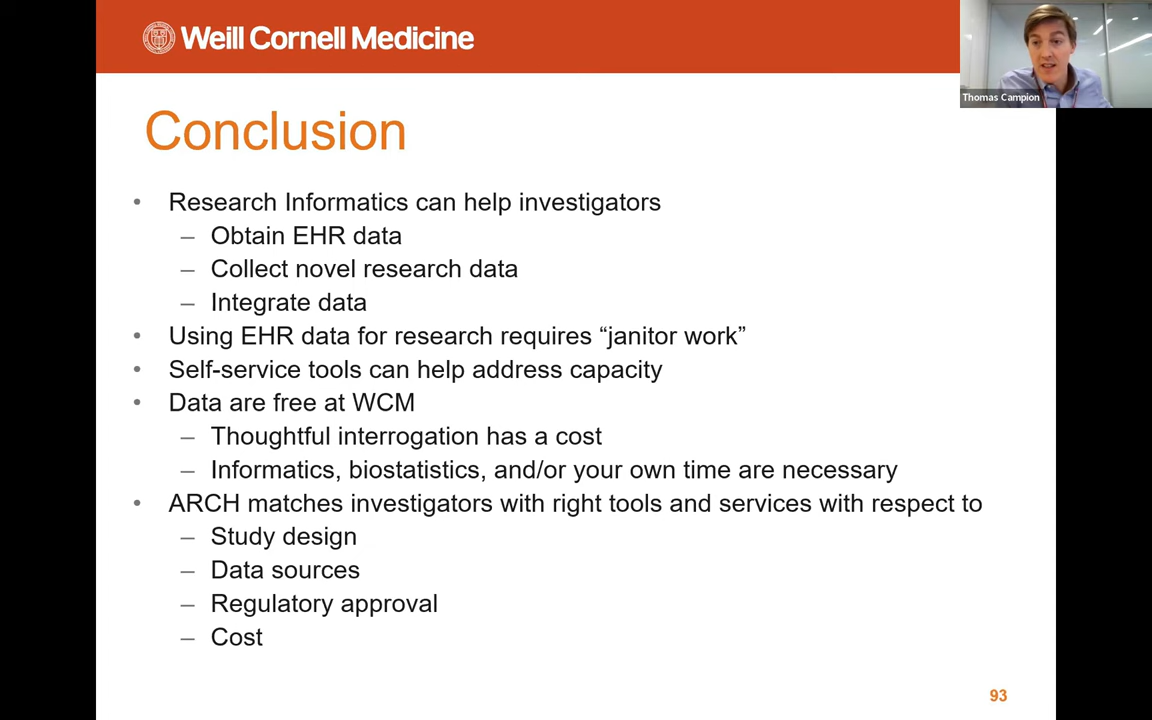 Weill Cornell Medicine
Thomas Campion
Conclusion
• Research Informatics can help investigators
– Obtain EHR data
– Collect novel research data
– Integrate data
• Using EHR data for research requires “janitor work”
• Self-service tools can help address capacity
• Data are free at WCM
– Thoughtful interrogation has a cost
– Informatics, biostatistics, and/or your own time are necessary
• ARCH matches investigators with right tools and services with respect to
– Study design
– Data sources
– Regulatory approval
– Cost
93